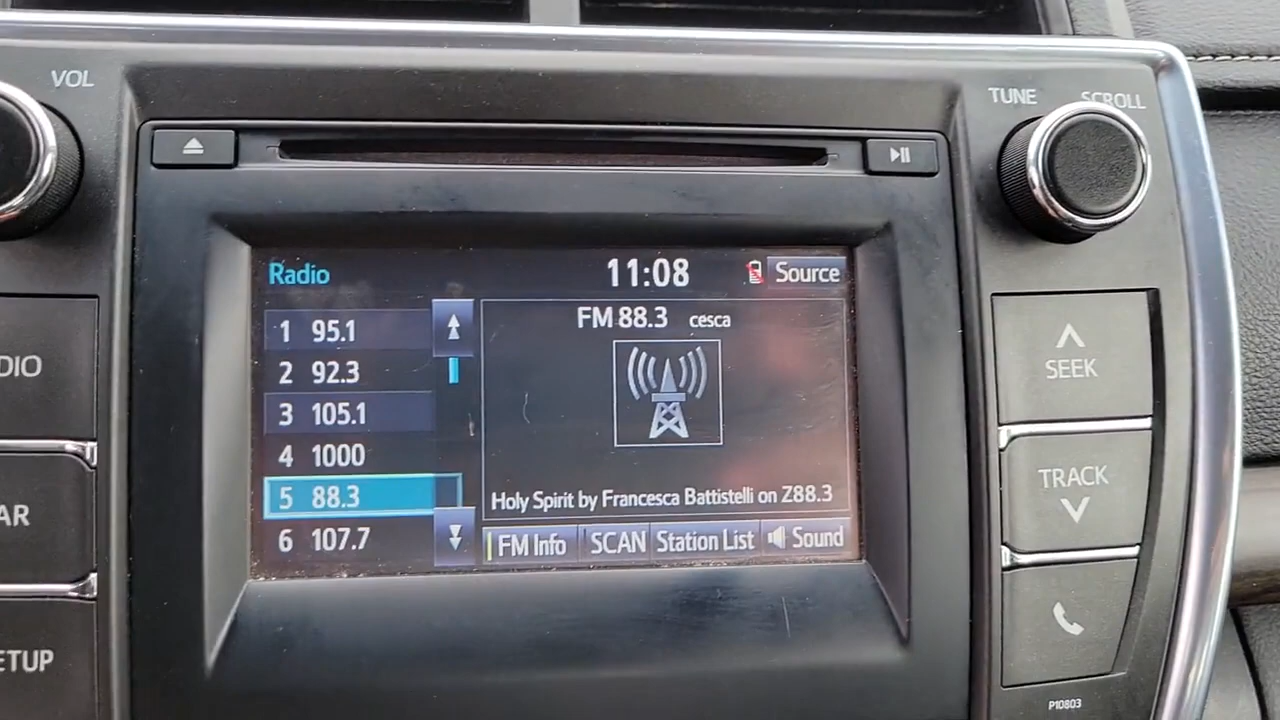 VOL
TUNE
SCROLL
Radio
11:08
Source
1 95.1
2 92.3
3 105.1
4 1000
5 88.3
6 107.7
FM 88.3 cesca
Holy Spirit by Francesca Battistelli on Z88.3
FM Info
SCAN
Station List
Sound
DIO
AR
ETUP
SEEK
TRACK
P10803